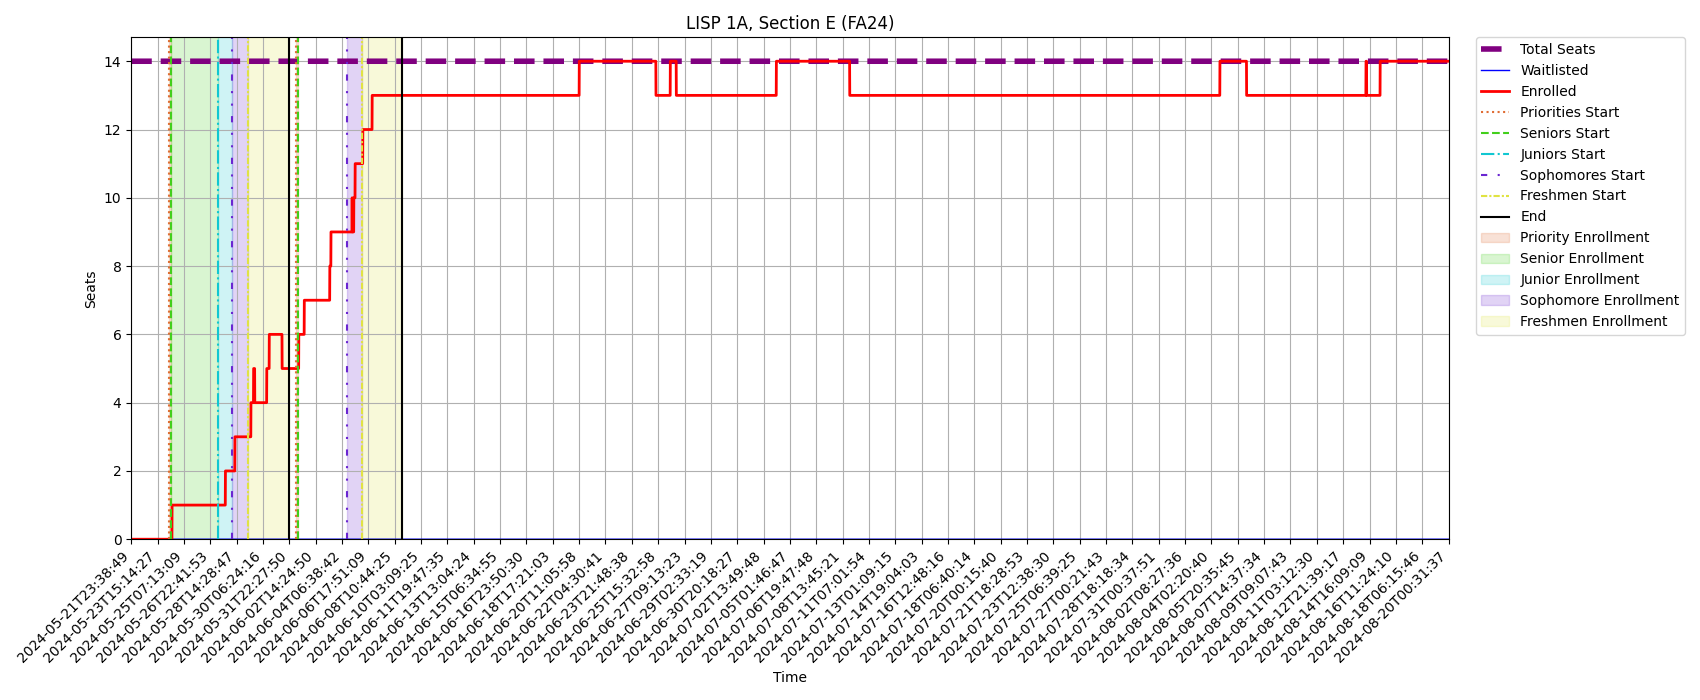 LISP 1A, Section E (FA24)
Seats
14
12
10
8
6
4
2
0
2024-05-21T23:38:49
2024-05-23T15:14:27
2024-05-25T07:13:09
2024-05-26T22:41:53
2024-05-28T14:28:47
2024-05-30T06:24:16
2024-05-31T22:27:50
2024-06-02T14:24:50
2024-06-04T06:38:42
2024-06-06T17:51:09
2024-06-08T10:44:25
2024-06-10T03:09:25
2024-06-11T19:47:35
2024-06-13T13:04:24
2024-06-15T06:34:55
2024-06-16T23:50:30
2024-06-18T17:21:03
2024-06-20T11:05:58
2024-06-22T04:30:41
2024-06-23T21:48:38
2024-06-25T15:32:58
2024-06-27T09:13:23
2024-06-29T02:33:19
2024-06-30T20:18:27
2024-07-02T13:49:48
2024-07-05T01:46:47
2024-07-06T19:47:48
2024-07-08T13:45:21
2024-07-11T07:01:54
2024-07-13T01:09:15
2024-07-14T19:04:03
2024-07-16T12:48:16
2024-07-18T06:40:14
2024-07-20T00:15:40
2024-07-21T18:28:53
2024-07-23T12:38:30
2024-07-25T06:39:25
2024-07-27T00:21:43
2024-07-28T18:18:34
2024-07-31T00:37:51
2024-08-02T08:27:36
2024-08-04T02:20:40
2024-08-05T20:35:45
2024-08-07T14:37:34
2024-08-09T09:07:43
2024-08-11T03:12:30
2024-08-12T21:39:17
2024-08-14T16:09:09
2024-08-16T11:24:10
2024-08-18T06:15:46
2024-08-20T00:31:37
Time
Total Seats
Waitlisted
Enrolled
Priorities Start
Seniors Start
Juniors Start
Sophomores Start
Freshmen Start
End
Priority Enrollment
Senior Enrollment
Junior Enrollment
Sophomore Enrollment
Freshmen Enrollment